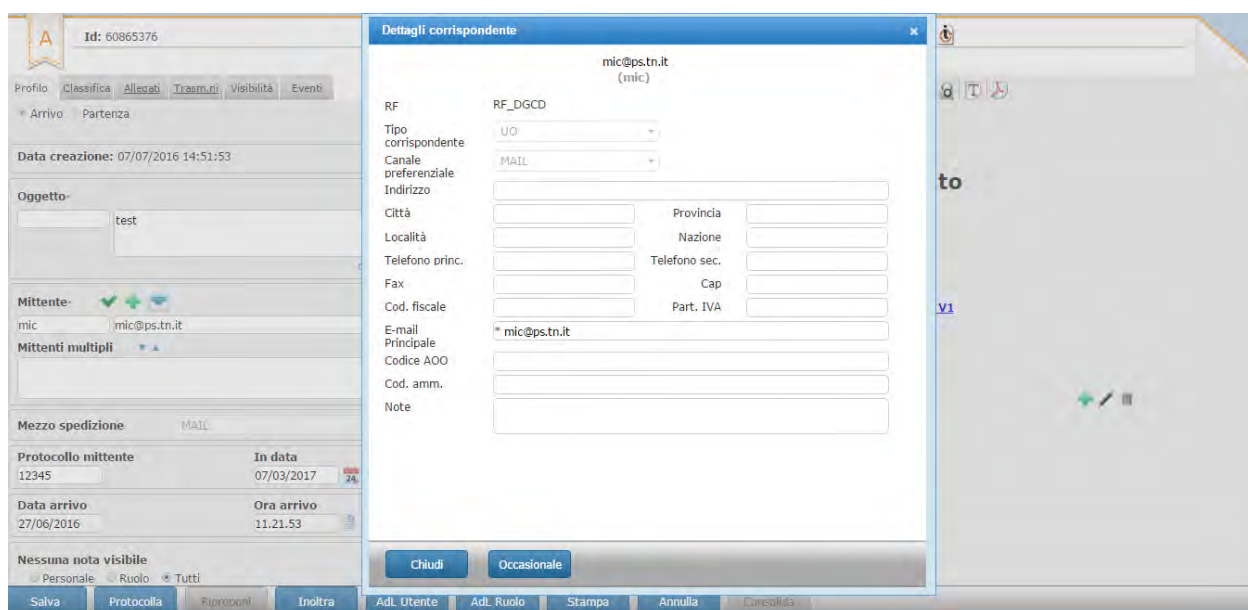 A
Id: 60865376
Profilo Classifica Allegati Trasm.ni Visibilità Eventi
Arrivo Partenza
Data creazione: 07/07/2016 14:51:53
Oggetto*
test
Mittente*
mic mic@ps.tn.it
Mittenti multipli
Mezzo spedizione MAIL
Protocollo mittente In data
12345 07/03/2017 24
Data arrivo Ora arrivo
27/06/2016 11.21.53
Nessuna nota visibile
Personale Ruolo Tutti
Dettagli corrispondente x
mic@ps.tn.it
(mic)
RF RF_DGCD
Tipo
corrispondente UO
Canale
preferenziale MAIL
Indirizzo
Città Provincia
Località Nazione
Telefono princ. Telefono sec.
Fax Cap
Cod. fiscale Part. IVA
E-mail
Principale * mic@ps.tn.it
Codice AOO
Cod. amm.
Note
Chiudi Occasionale
T
to
V1
Salva Protocolla Riproponi Inoltra AdL Utente AdL Ruolo Stampa Annulla Consolida